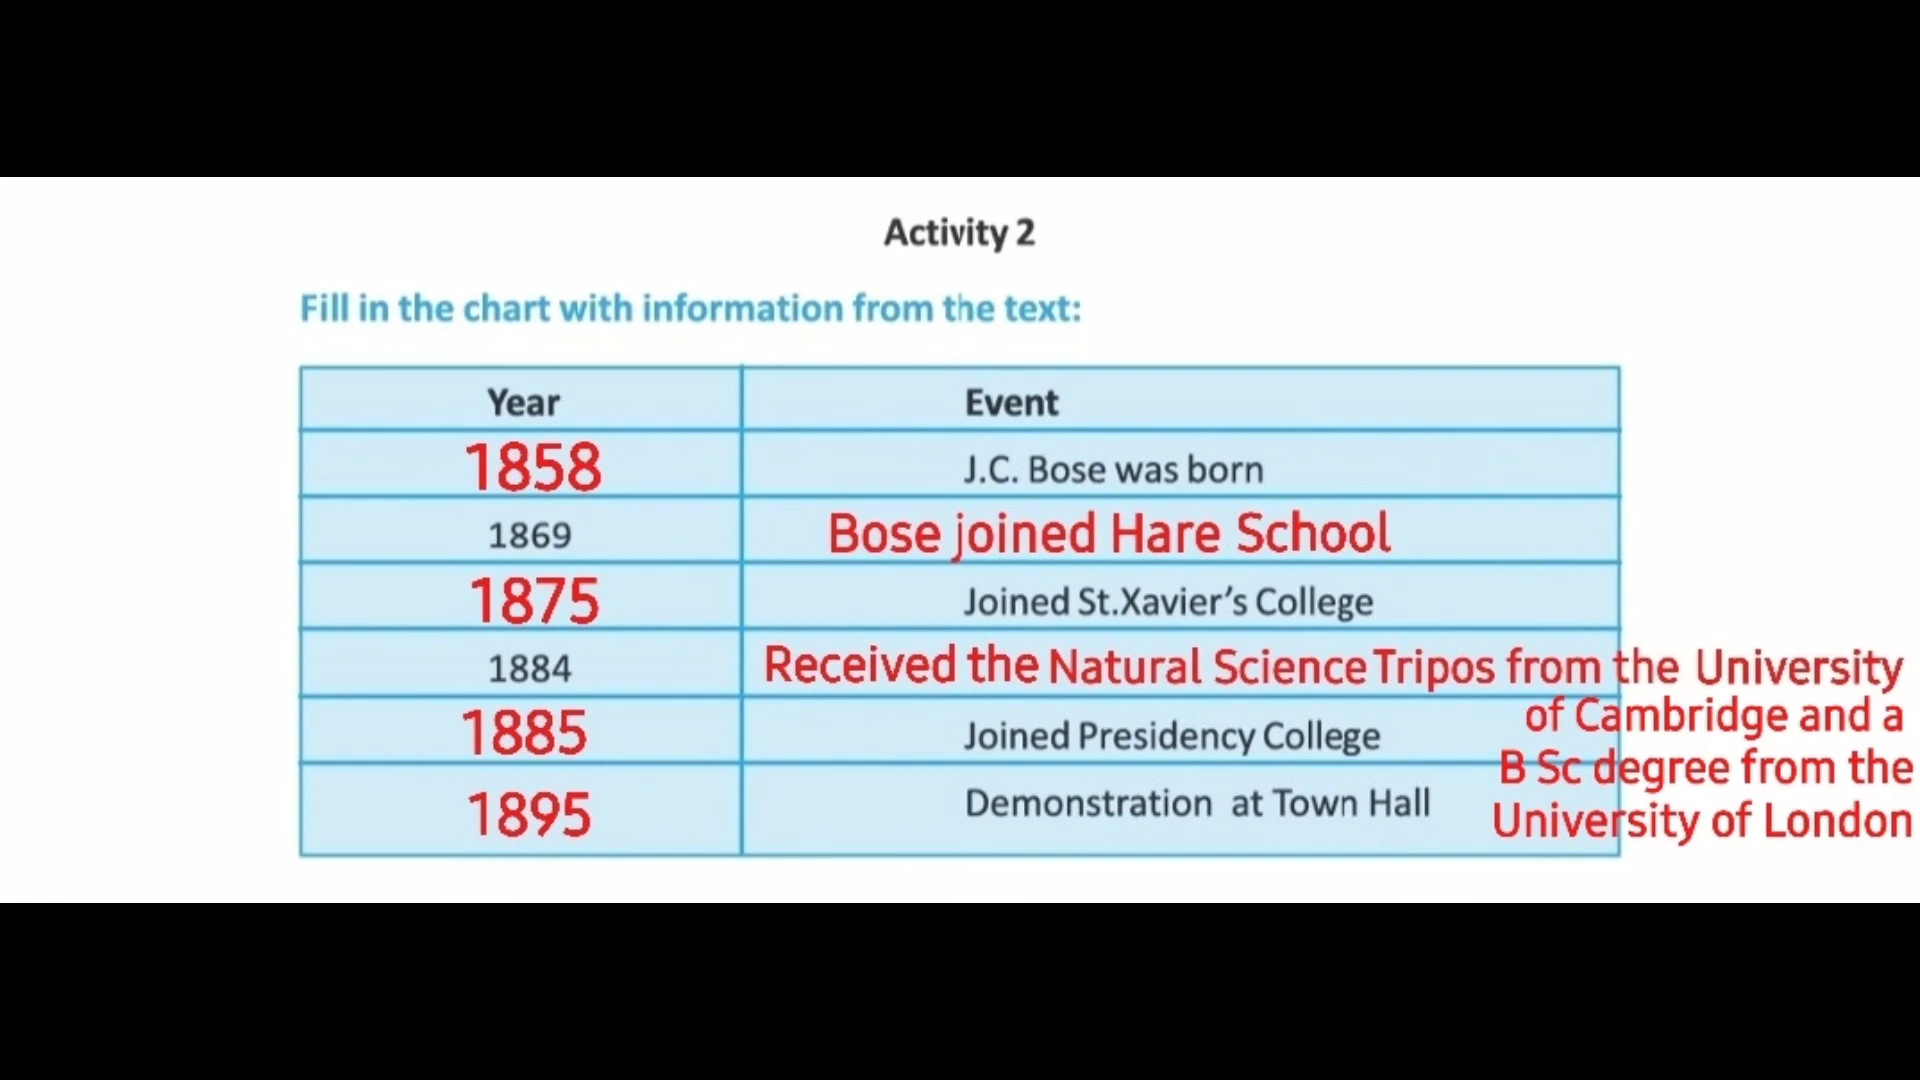 Activity 2
Fill in the chart with information from the text:
Year Event
1858 J.C. Bose was born
1869 Bose joined Hare School
1875 Joined St.Xavier's College
1884 Received the Natural Science Tripos from the University
of Cambridge and a
B Sc degree from the
University of London
1885 Joined Presidency College
1895 Demonstration at Town Hall